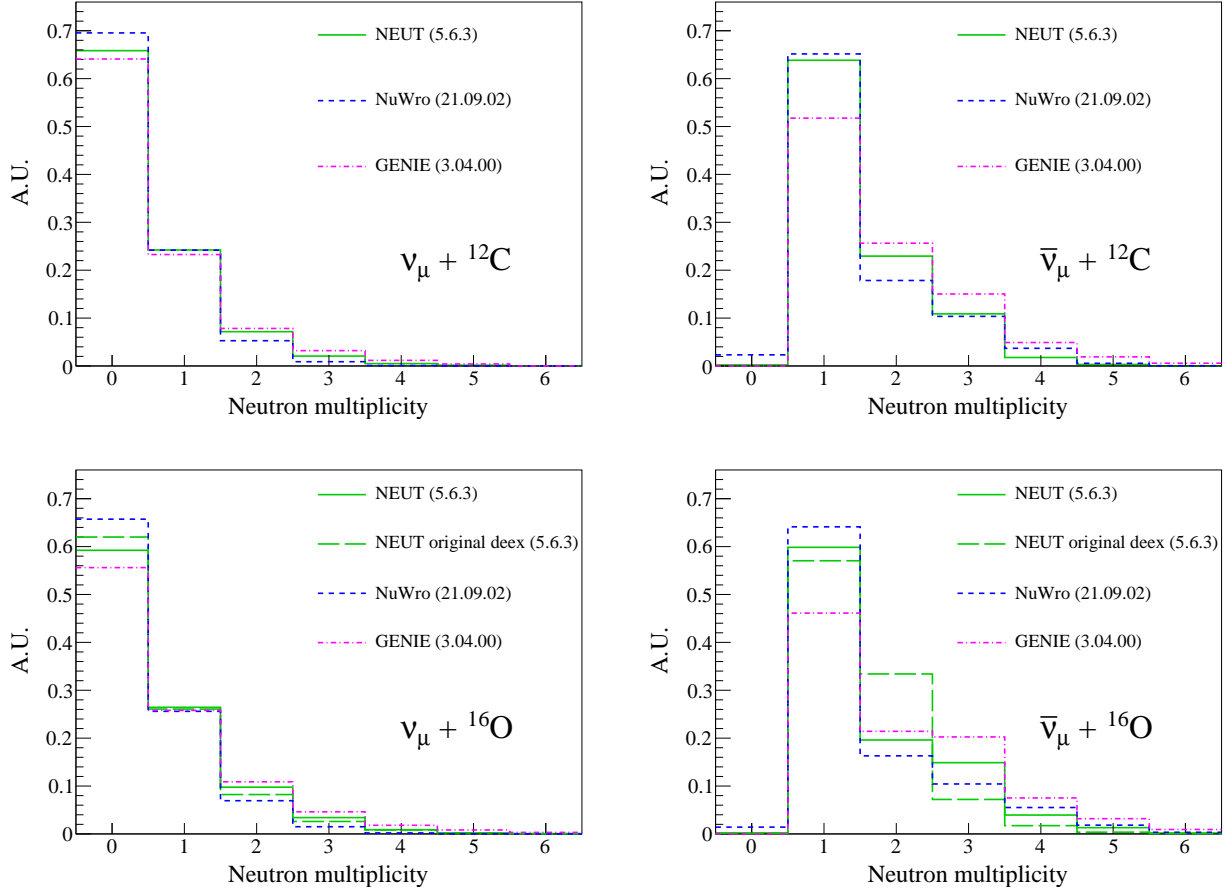 0.7
0.6
0.5
0.4
0.3
0.2
0.1
0
A.U.
NEUT (5.6.3)
NuWro (21.09.02)
GENIE (3.04.00)
νμ + ¹²C
0 1 2 3 4 5 6
Neutron multiplicity
0.7
0.6
0.5
0.4
0.3
0.2
0.1
0
A.U.
NEUT (5.6.3)
NuWro (21.09.02)
GENIE (3.04.00)
ν̅μ + ¹²C
0 1 2 3 4 5 6
Neutron multiplicity
0.7
0.6
0.5
0.4
0.3
0.2
0.1
0
A.U.
NEUT (5.6.3)
NEUT original deex (5.6.3)
NuWro (21.09.02)
GENIE (3.04.00)
νμ + ¹⁶O
0 1 2 3 4 5 6
Neutron multiplicity
0.7
0.6
0.5
0.4
0.3
0.2
0.1
0
A.U.
NEUT (5.6.3)
NEUT original deex (5.6.3)
NuWro (21.09.02)
GENIE (3.04.00)
ν̅μ + ¹⁶O
0 1 2 3 4 5 6
Neutron multiplicity